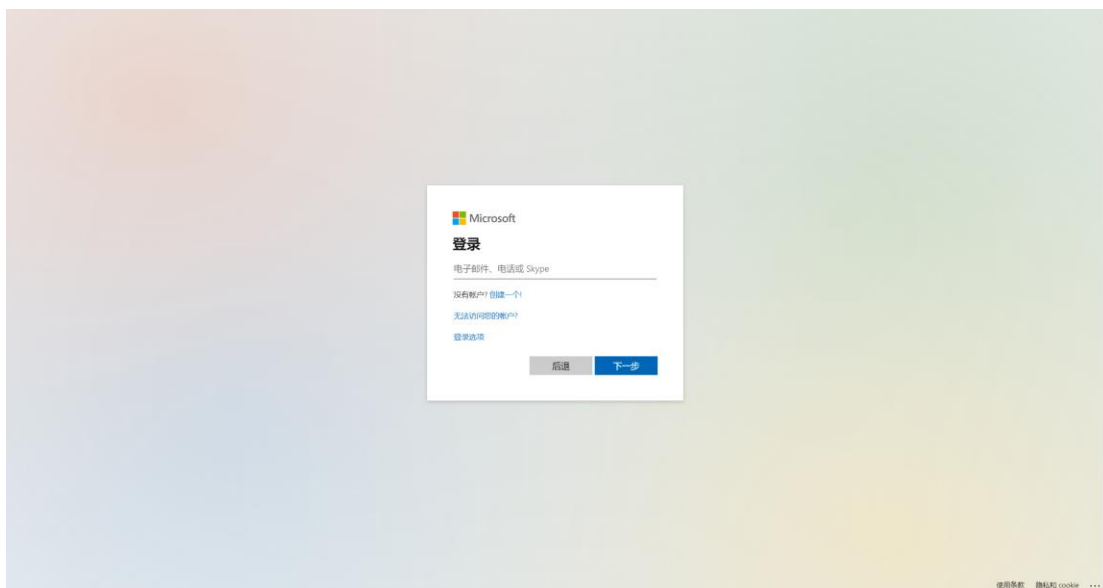 Microsoft
登录
电子邮件、电话或 Skype
没有帐户? 创建一个!
无法访问您的帐户?
登录选项
后退 下一步
使用条款 隐私和 cookie ...